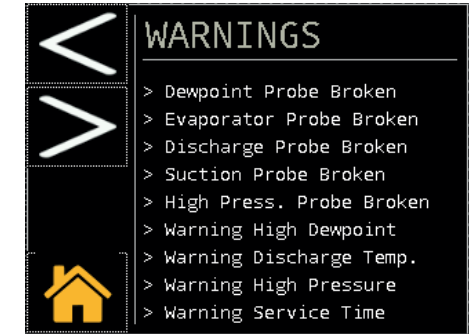 WARNINGS
> Dewpoint Probe Broken
> Evaporator Probe Broken
> Discharge Probe Broken
> Suction Probe Broken
> High Press. Probe Broken
> Warning High Dewpoint
> Warning Discharge Temp.
> Warning High Pressure
> Warning Service Time